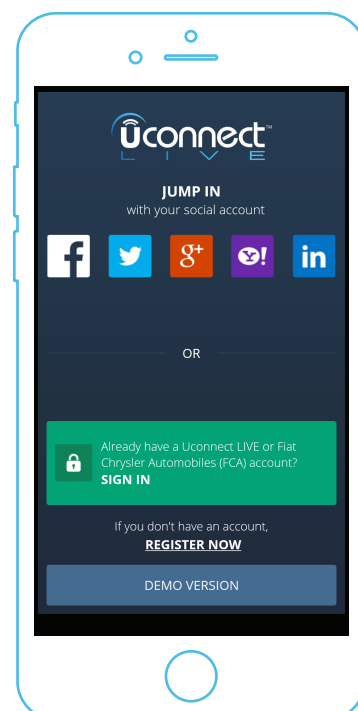 Uconnect™
LIVE
JUMP IN
with your social account
f
g+
Y!
in
OR
Already have a Uconnect LIVE or Fiat
Chrysler Automobiles (FCA) account?
SIGN IN
If you don't have an account,
REGISTER NOW
DEMO VERSION